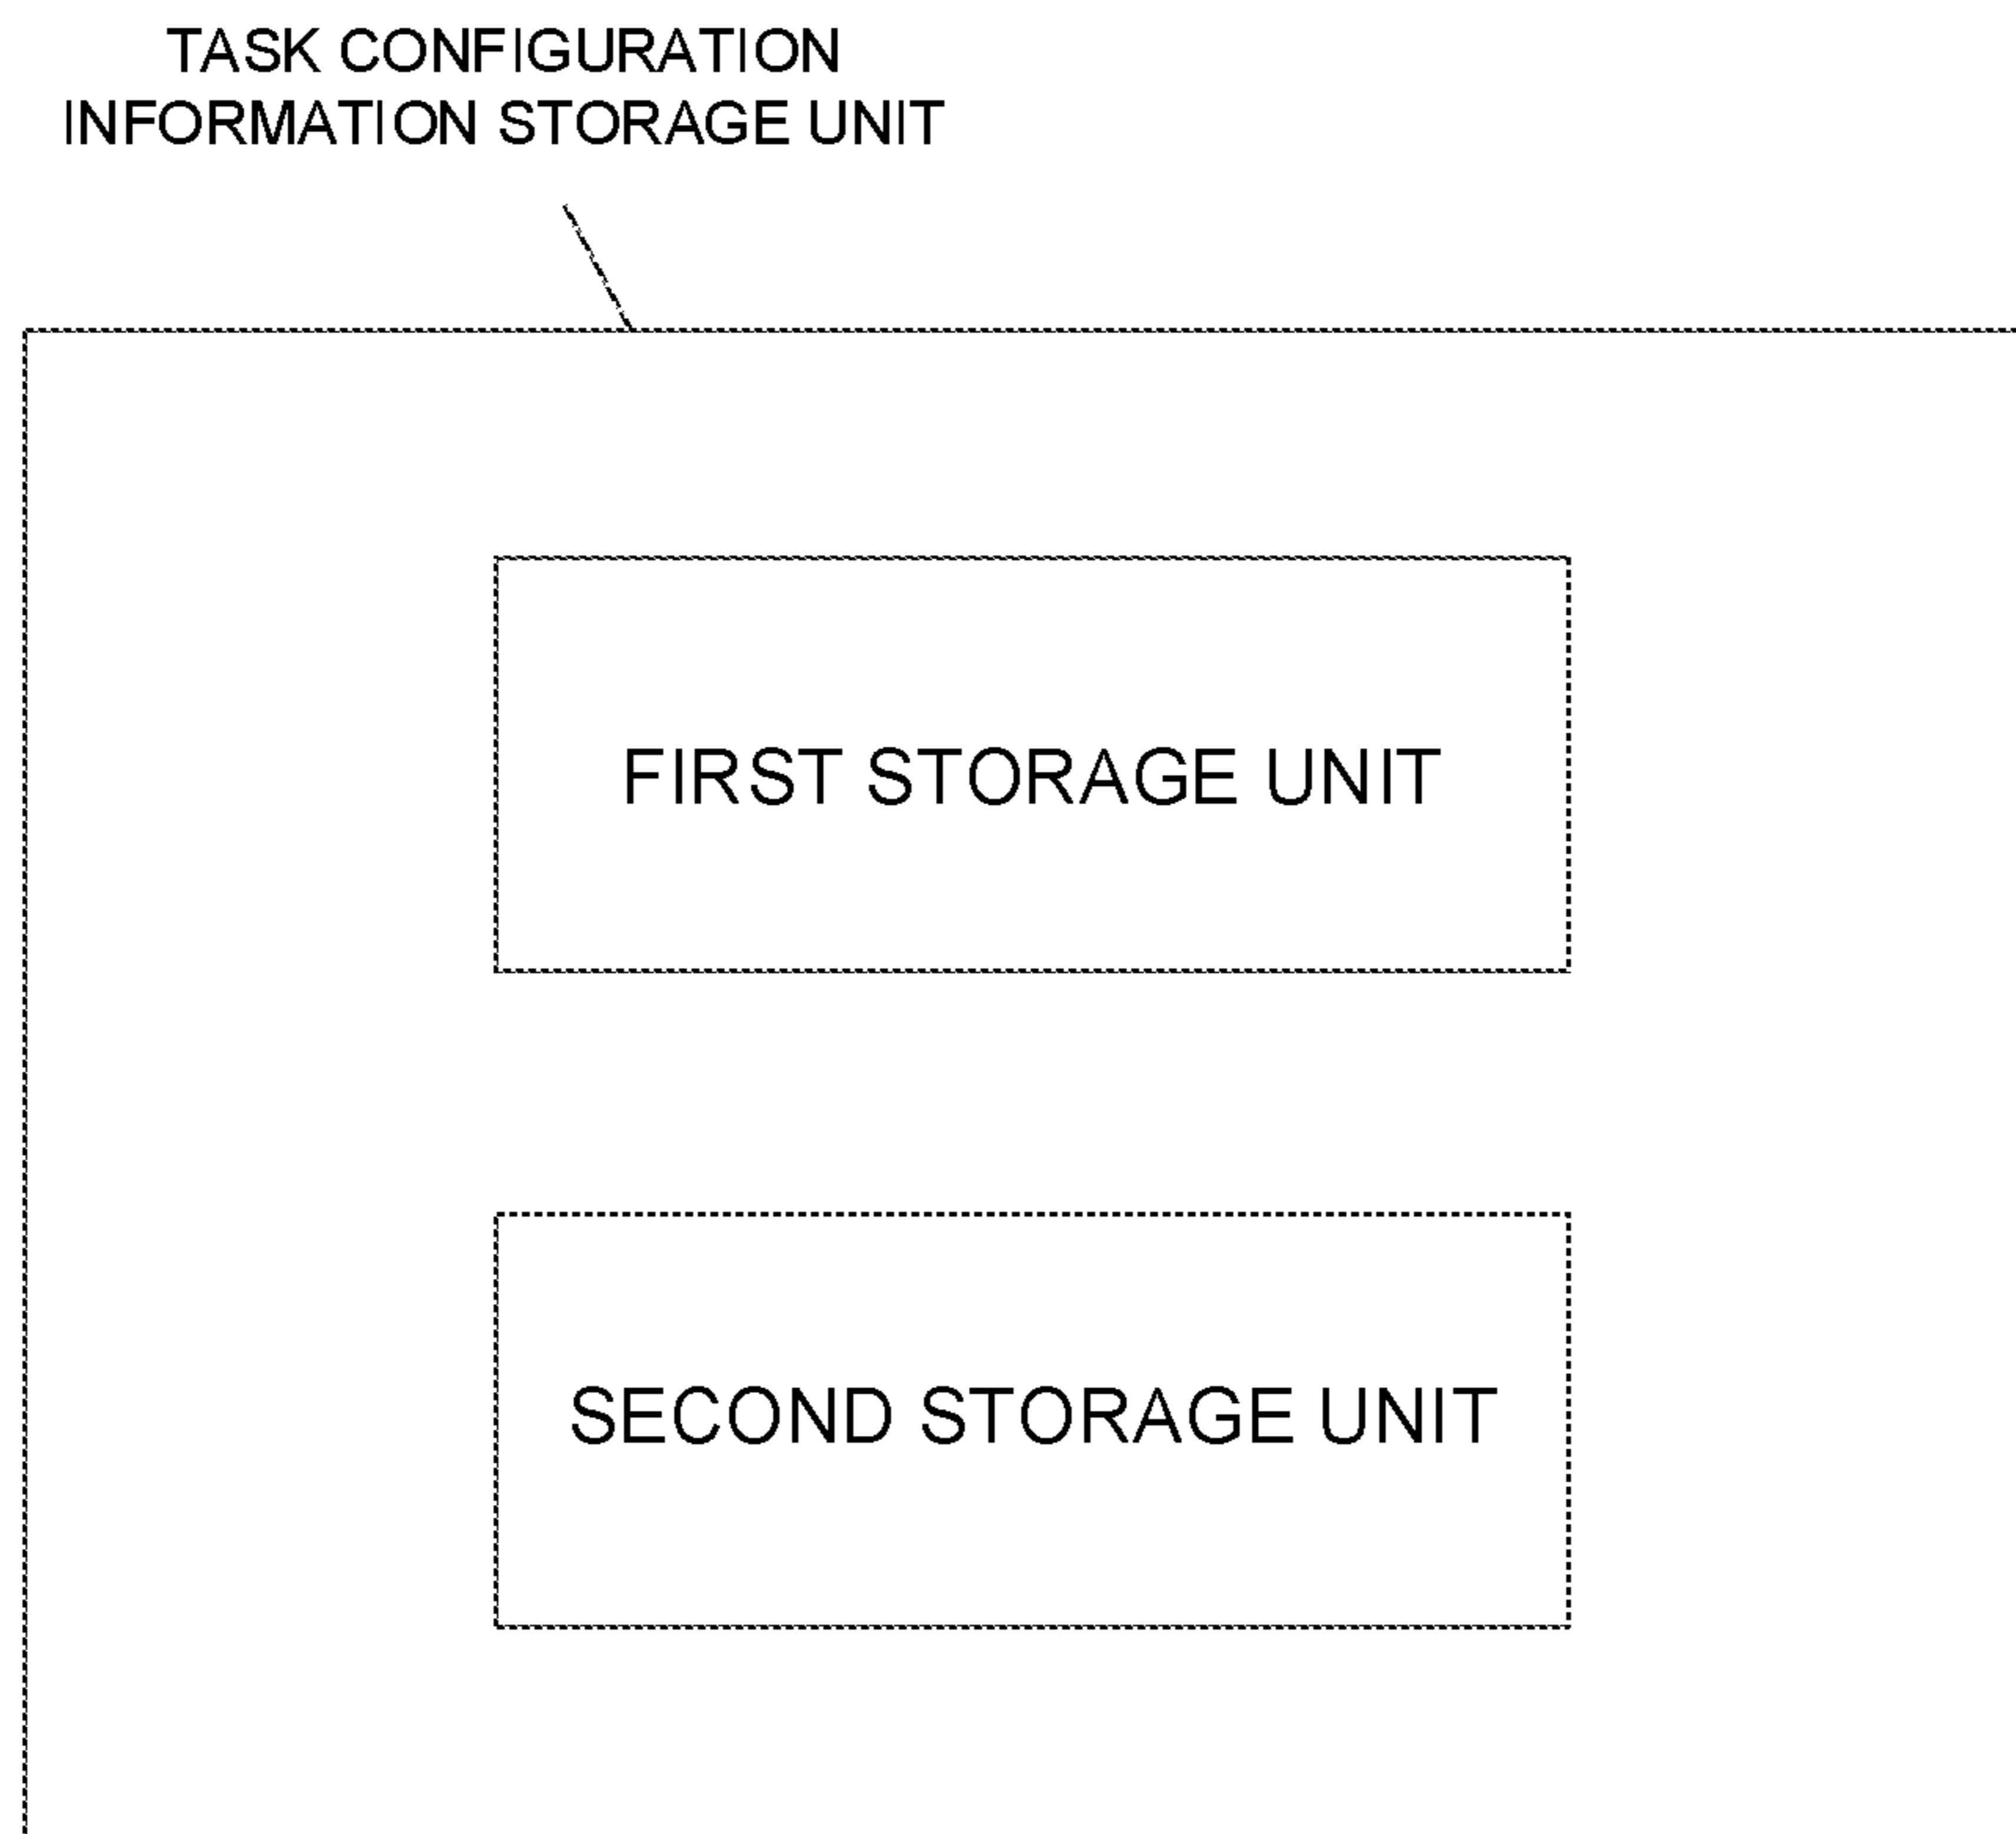 TASK CONFIGURATION
INFORMATION STORAGE UNIT
FIRST STORAGE UNIT
SECOND STORAGE UNIT